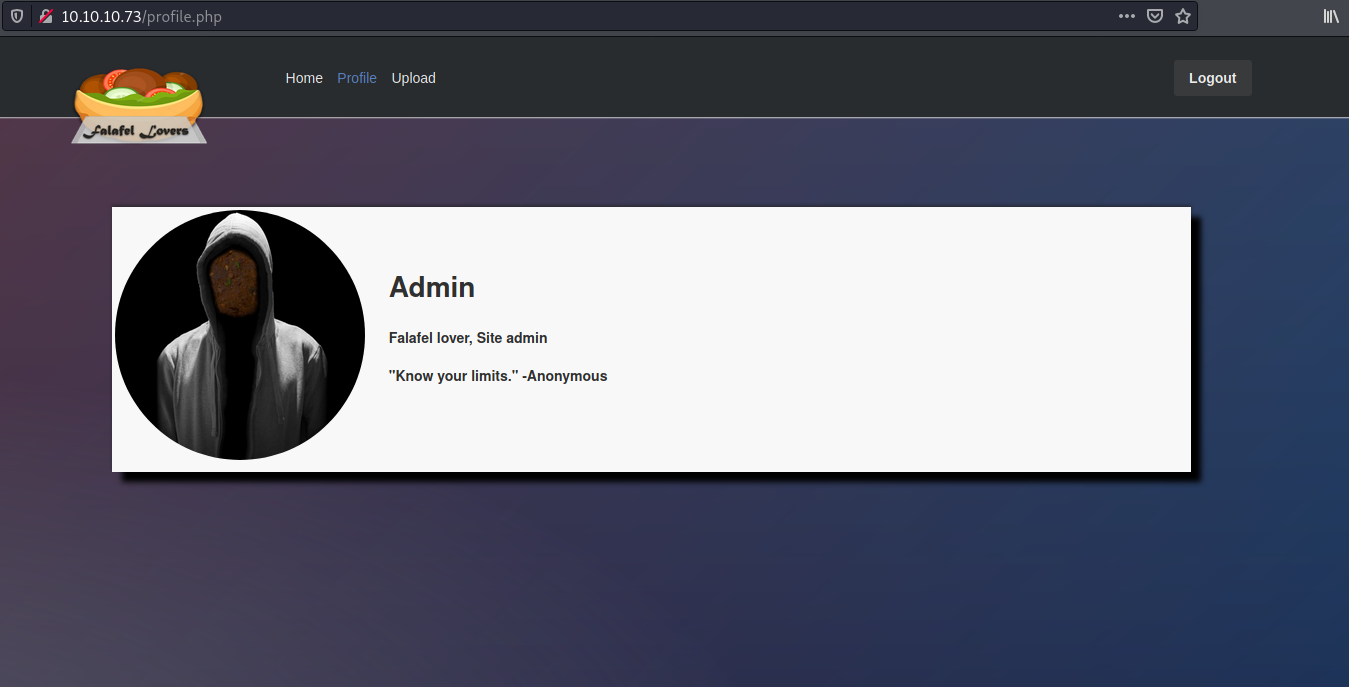 10.10.10.73/profile.php
Home Profile Upload Logout
Falafel Lovers
Admin
Falafel lover, Site admin
"Know your limits." -Anonymous